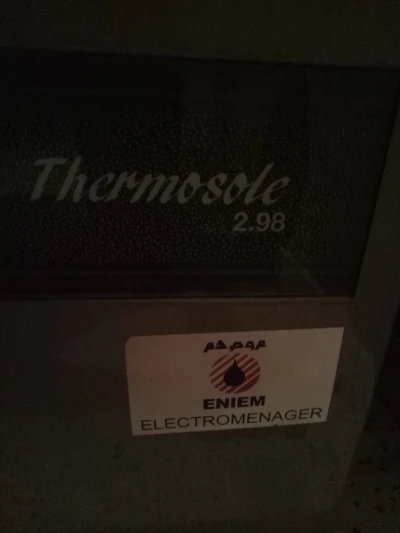 Thermosole
2.98
ENIEM
ELECTROMENAGER